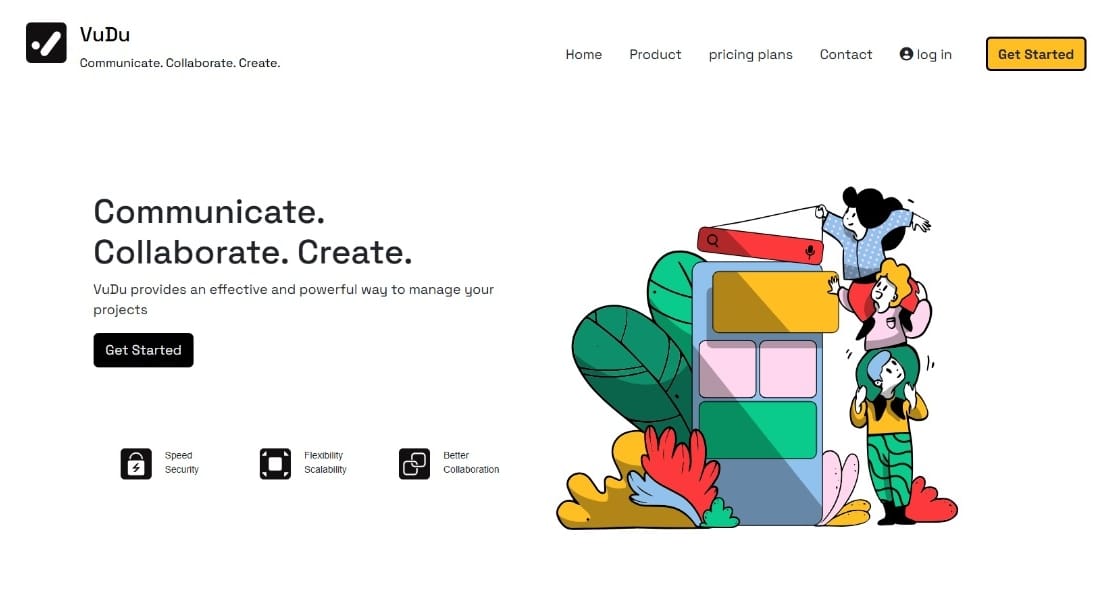 VuDu
Communicate. Collaborate. Create.
Home Product pricing plans Contact log in Get Started
Communicate.
Collaborate. Create.
VuDu provides an effective and powerful way to manage your
projects
Get Started
Speed
Security
Flexibility
Scalability
Better
Collaboration